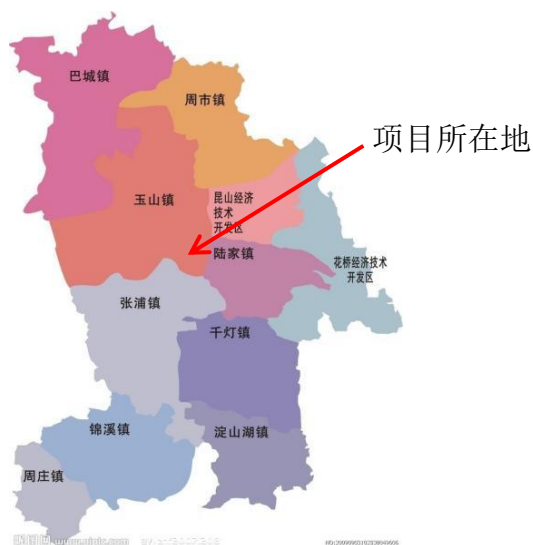 巴城镇
周市镇
项目所在地
玉山镇
昆山经济
技术
开发区
陆家镇
花桥经济技术
开发区
张浦镇
千灯镇
锦溪镇
淀山湖镇
周庄镇